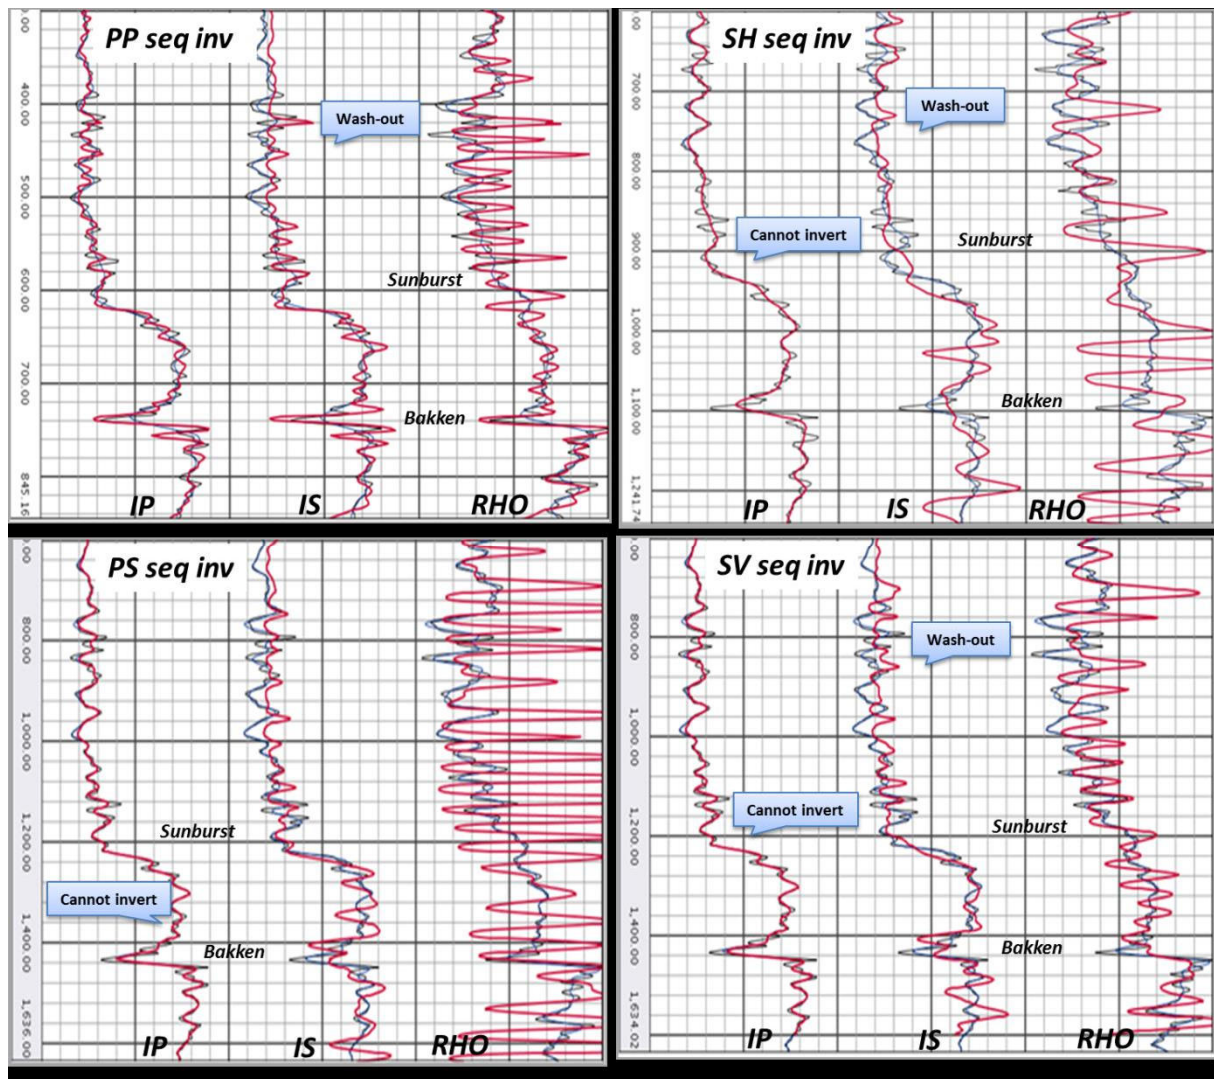 PP seq inv
.00
400.00
500.00
600.00
700.00
845.16
Wash-out
Sunburst
Bakken
IP IS RHO
SH seq inv
.00
700.00
800.00
900.00
1,000.00
1,100.00
1,241.74
Wash-out
Cannot invert
Sunburst
Bakken
IP IS RHO
PS seq inv
.00
800.00
1,000.00
1,200.00
1,400.00
1,636.00
Sunburst
Cannot invert
Bakken
IP IS RHO
SV seq inv
.00
800.00
1,000.00
1,200.00
1,400.00
1,634.02
Wash-out
Cannot invert
Sunburst
Bakken
IP IS RHO